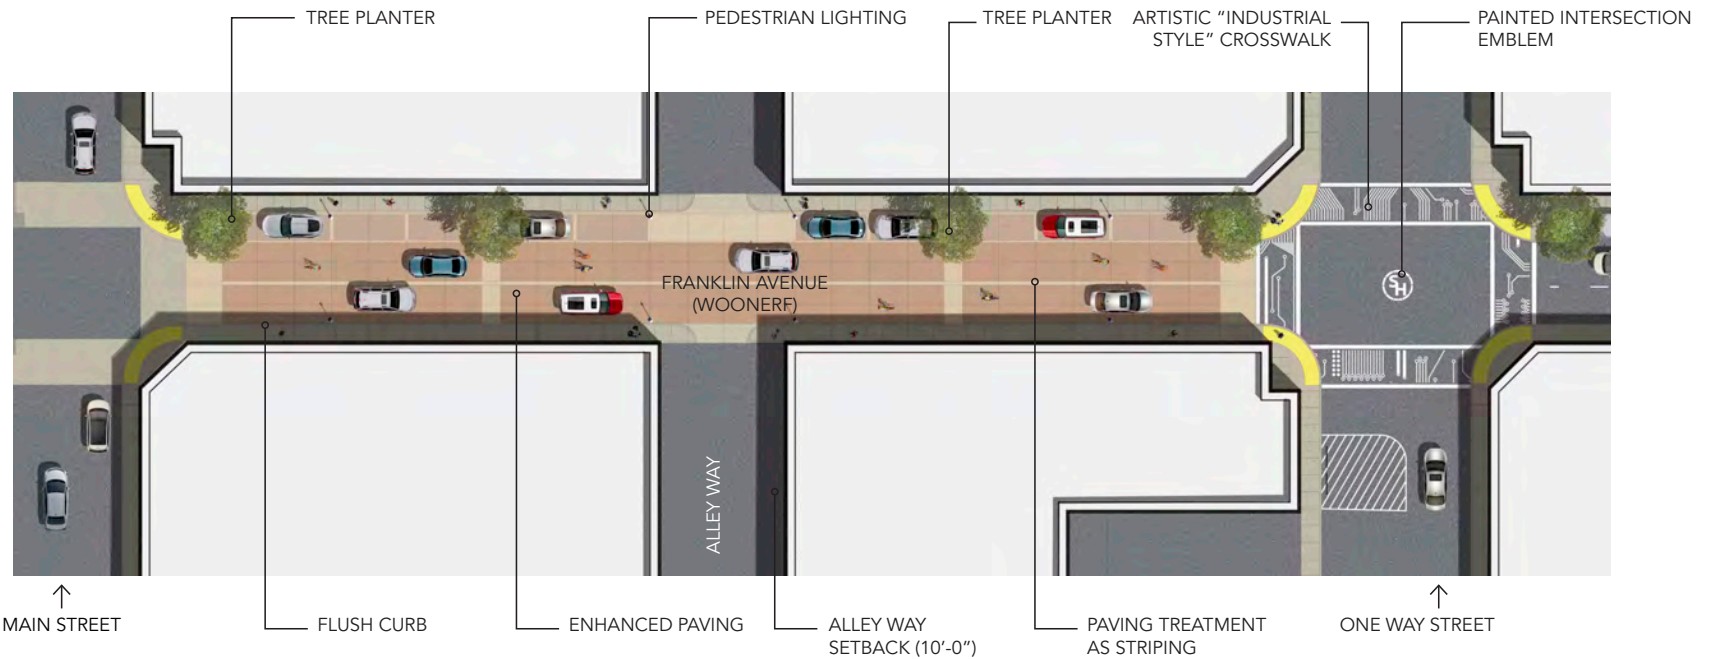 TREE PLANTER
PEDESTRIAN LIGHTING
TREE PLANTER
ARTISTIC “INDUSTRIAL
STYLE” CROSSWALK
PAINTED INTERSECTION
EMBLEM
FRANKLIN AVENUE
(WOONERF)
SH
ALLEY WAY
MAIN STREET
FLUSH CURB
ENHANCED PAVING
ALLEY WAY
SETBACK (10’-0”)
PAVING TREATMENT
AS STRIPING
ONE WAY STREET